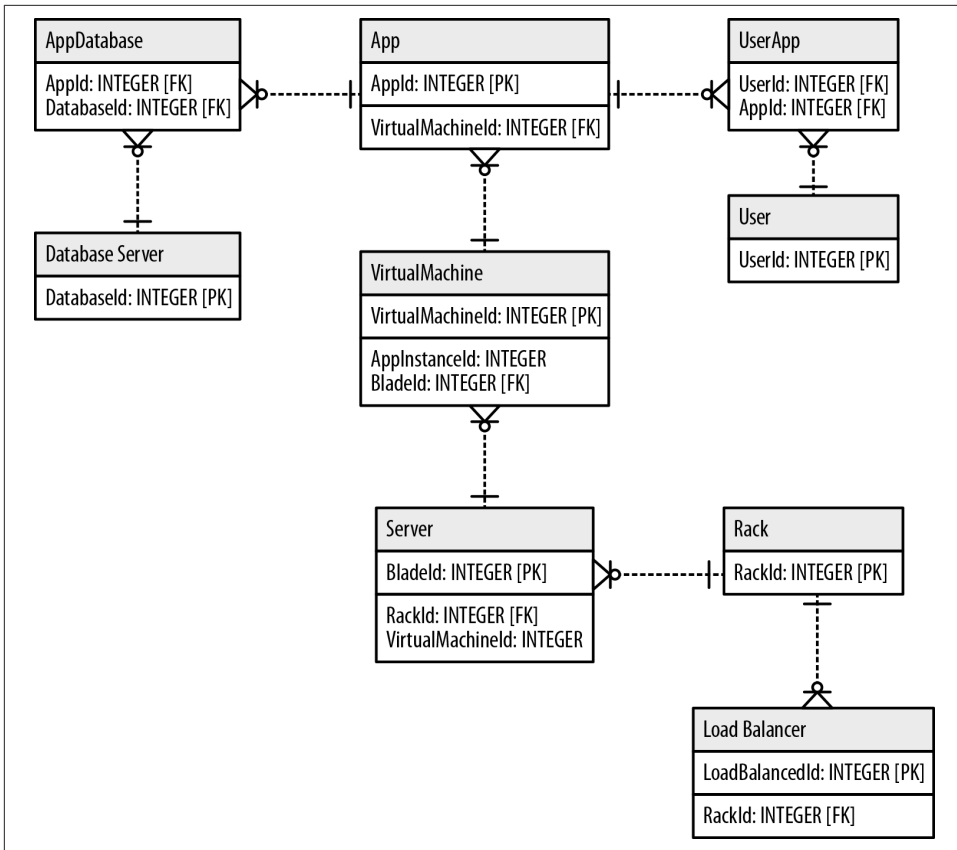 AppDatabase
AppId: INTEGER [FK]
DatabaseId: INTEGER [FK]
App
AppId: INTEGER [PK]
VirtualMachineId: INTEGER [FK]
UserApp
UserId: INTEGER [FK]
AppId: INTEGER [FK]
Database Server
DatabaseId: INTEGER [PK]
User
UserId: INTEGER [PK]
VirtualMachine
VirtualMachineId: INTEGER [PK]
AppInstanceId: INTEGER
BladeId: INTEGER [FK]
Server
BladeId: INTEGER [PK]
RackId: INTEGER [FK]
VirtualMachineId: INTEGER
Rack
RackId: INTEGER [PK]
Load Balancer
LoadBalancedId: INTEGER [PK]
RackId: INTEGER [FK]